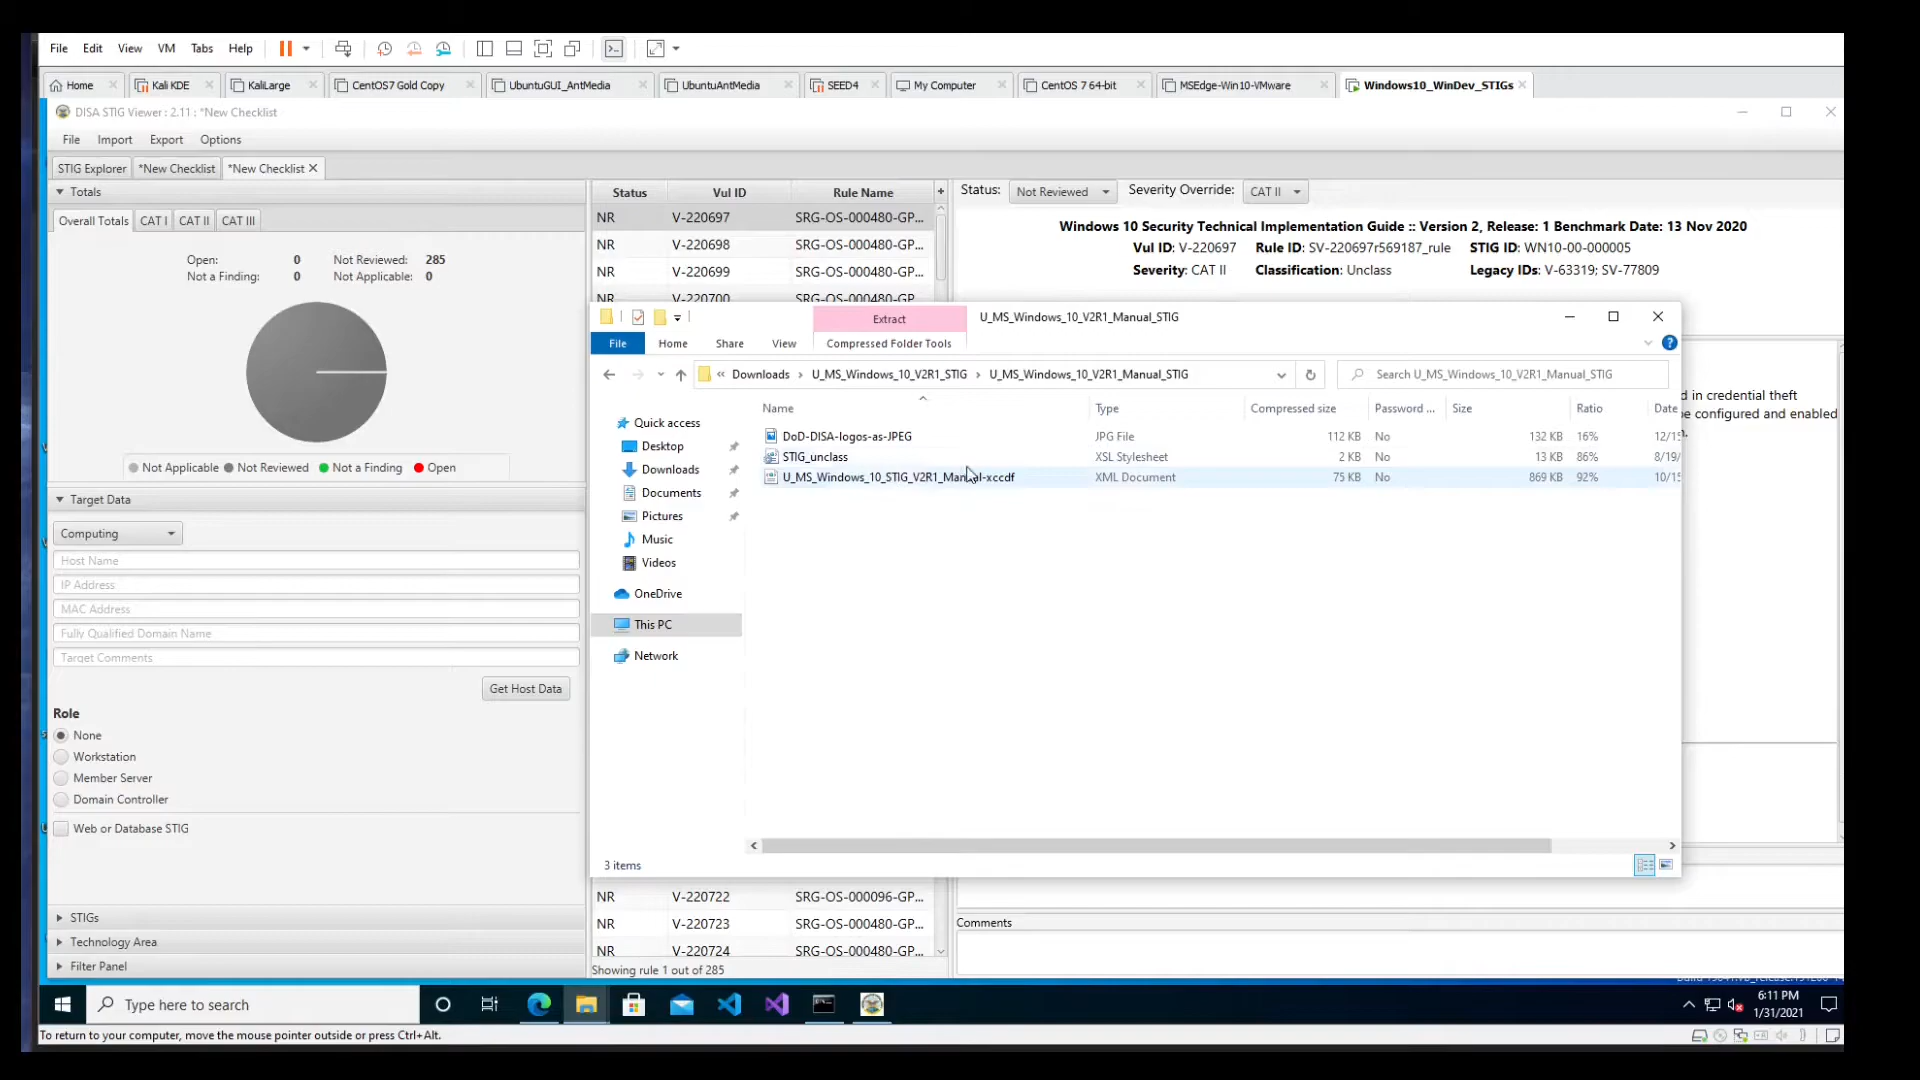 File Edit View VM Tabs Help
Home Kali KDE KaliLarge CentOS7 Gold Copy UbuntuGUI_AntMedia UbuntuAntMedia SEED4 My Computer CentOS 7 64-bit MSEdge-Win10-VMware Windows10_WinDev_STIGs
DISA STIG Viewer : 2.11 : *New Checklist
File Import Export Options
STIG Explorer *New Checklist *New Checklist
Totals
Overall Totals CAT I CAT II CAT III
Open: 0 Not Reviewed: 285
Not a Finding: 0 Not Applicable: 0
Not Applicable Not Reviewed Not a Finding Open
Target Data
Computing
Host Name
IP Address
MAC Address
Fully Qualified Domain Name
Target Comments
Get Host Data
Role
None
Workstation
Member Server
Domain Controller
Web or Database STIG
STIGs
Technology Area
Filter Panel
Status Vul ID Rule Name +
NR V-220697 SRG-OS-000480-GP...
NR V-220698 SRG-OS-000480-GP...
NR V-220699 SRG-OS-000480-GP...
NR V-220700 SRG-OS-000480-GP
Status: Not Reviewed Severity Override: CAT II
Windows 10 Security Technical Implementation Guide :: Version 2, Release: 1 Benchmark Date: 13 Nov 2020
Vul ID: V-220697 Rule ID: SV-220697r569187_rule STIG ID: WN10-00-000005
Severity: CAT II Classification: Unclass Legacy IDs: V-63319; SV-77809
Extract U_MS_Windows_10_V2R1_Manual_STIG
File Home Share View Compressed Folder Tools
« Downloads › U_MS_Windows_10_V2R1_STIG › U_MS_Windows_10_V2R1_Manual_STIG Search U_MS_Windows_10_V2R1_Manual_STIG
Name Type Compressed size Password ... Size Ratio Date
DoD-DISA-logos-as-JPEG JPG File 112 KB No 132 KB 16% 12/15
STIG_unclass XSL Stylesheet 2 KB No 13 KB 86% 8/19/
U_MS_Windows_10_STIG_V2R1_Manual-xccdf XML Document 75 KB No 869 KB 92% 10/15
Quick access
Desktop
Downloads
Documents
Pictures
Music
Videos
OneDrive
This PC
Network
3 items
d in credential theft
e configured and enabled
NR V-220722 SRG-OS-000096-GP...
NR V-220723 SRG-OS-000480-GP...
NR V-220724 SRG-OS-000480-GP...
Showing rule 1 out of 285
Comments
Type here to search
6:11 PM
1/31/2021
To return to your computer, move the mouse pointer outside or press Ctrl+Alt.